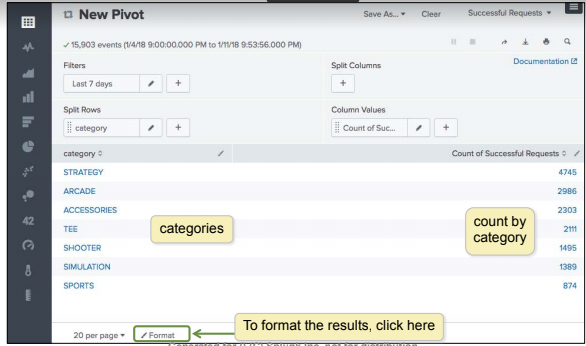 New Pivot
Save As... Clear Successful Requests
15,903 events (1/4/18 9:00:00.000 PM to 1/11/18 9:53:56.000 PM)
Filters
Split Columns
Documentation
Last 7 days
+
+
Split Rows
Column Values
category
+
Count of Suc...
+
category
Count of Successful Requests
STRATEGY 4745
ARCADE 2986
ACCESSORIES 2303
TEE 2111
SHOOTER 1495
SIMULATION 1389
SPORTS 874
categories
count by
category
42
20 per page
Format
To format the results, click here